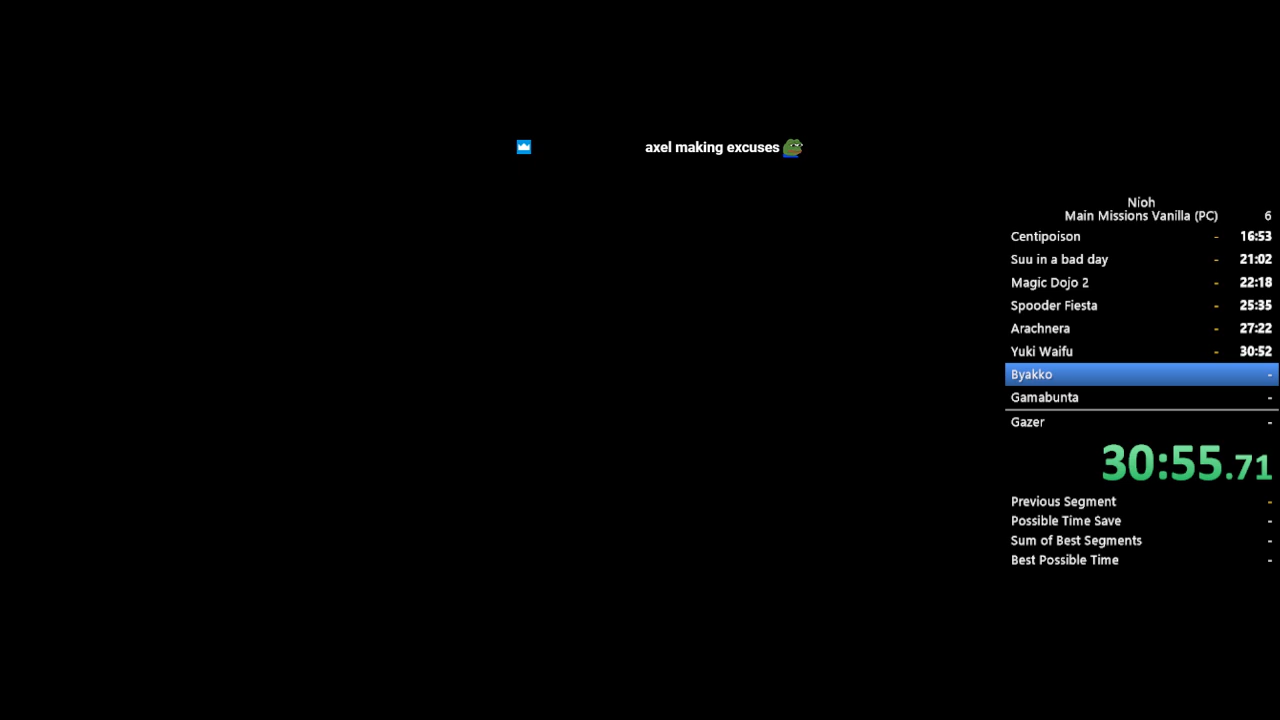 axel making excuses
Nioh
Main Missions Vanilla (PC) 6
Centipoison - 16:53
Suu in a bad day - 21:02
Magic Dojo 2 - 22:18
Spooder Fiesta - 25:35
Arachnera - 27:22
Yuki Waifu - 30:52
Byakko -
Gamabunta -
Gazer -
30:55.71
Previous Segment -
Possible Time Save -
Sum of Best Segments -
Best Possible Time -